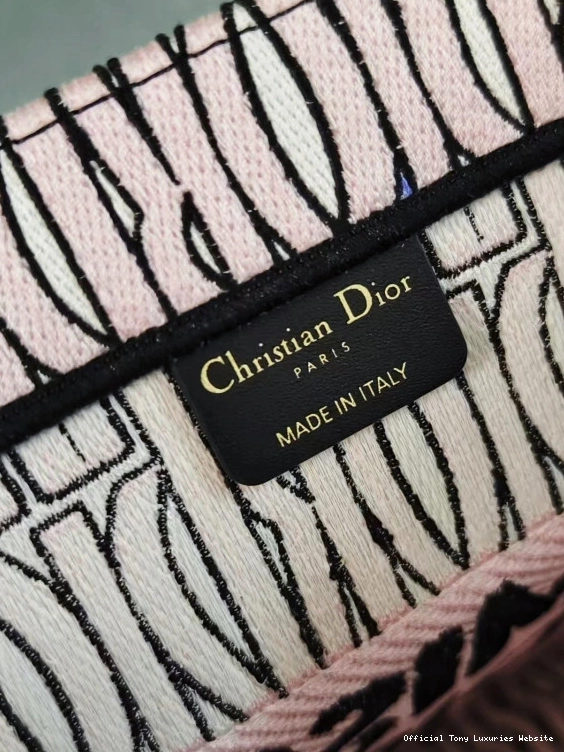 Christian Dior
PARIS
MADE IN ITALY
Official Tony Luxuries Website